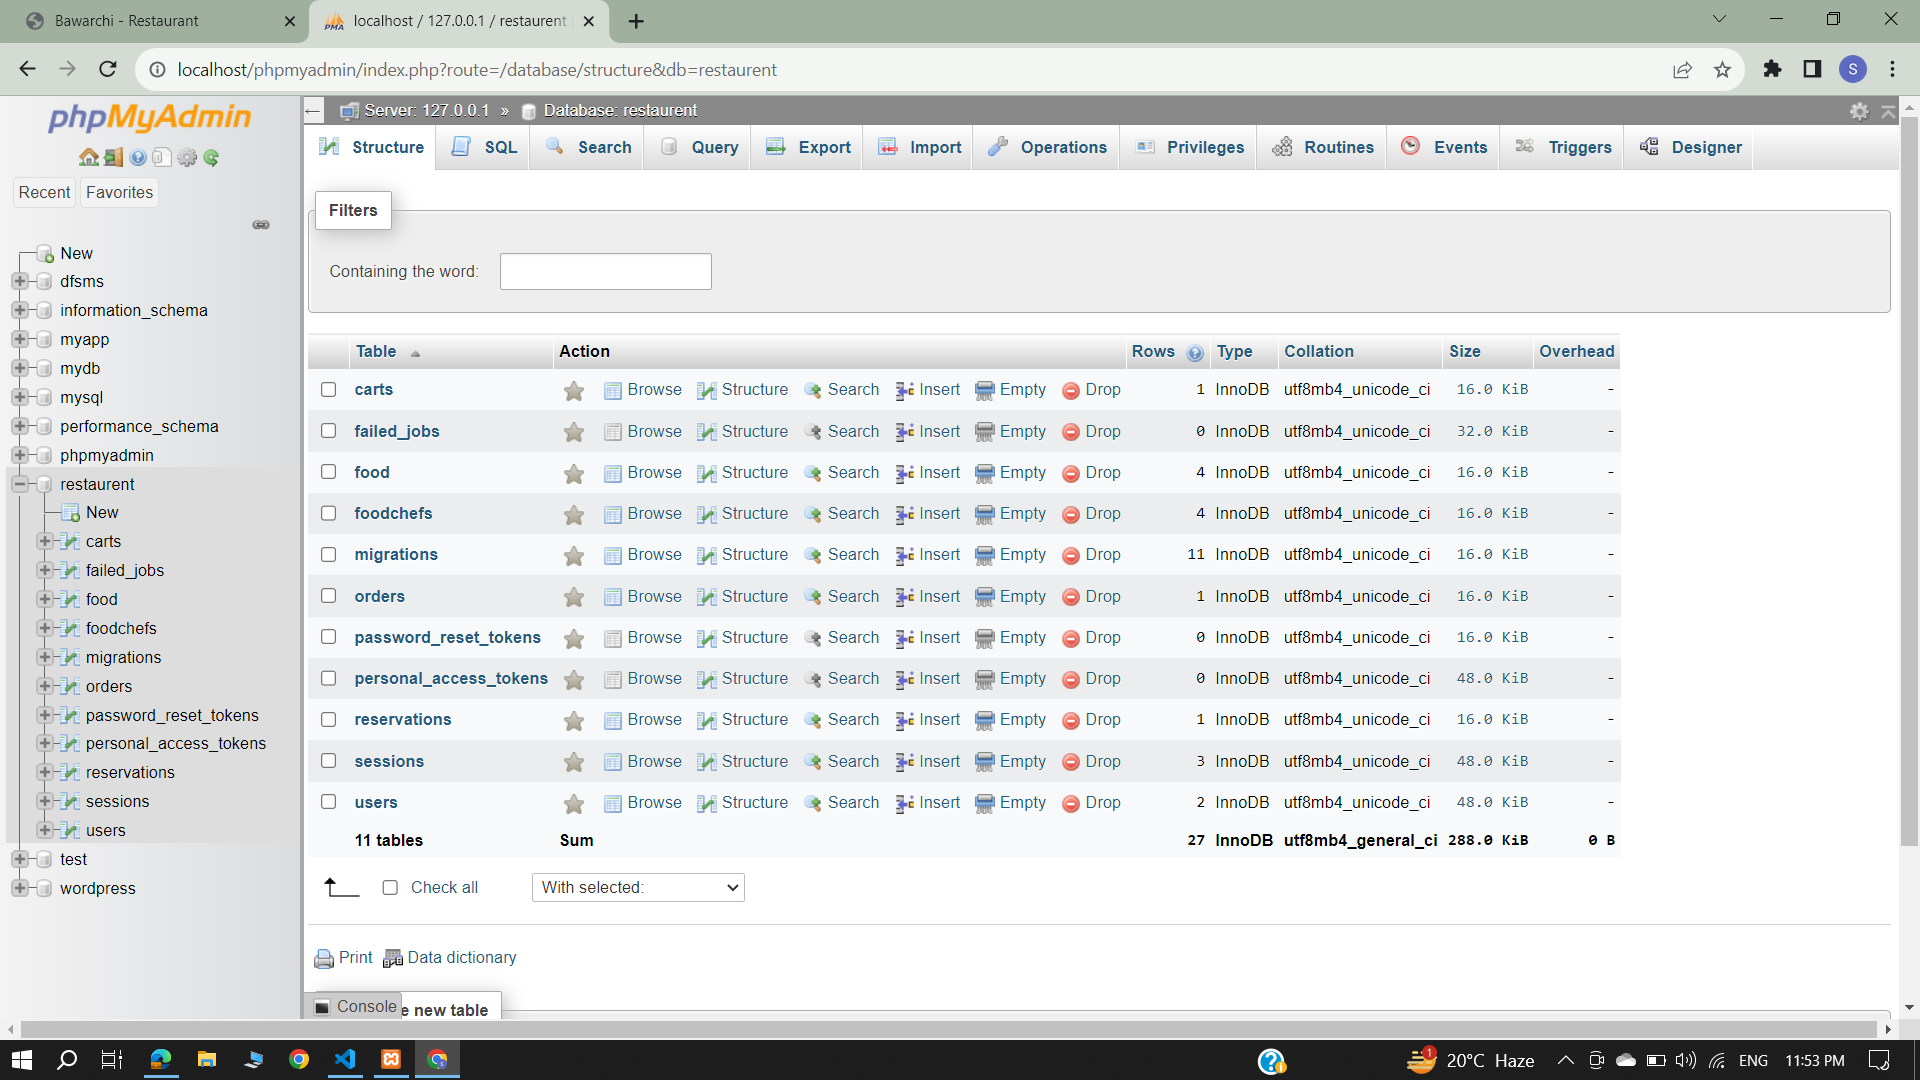 Bawarchi - Restaurant
localhost / 127.0.0.1 / restaurent
localhost/phpmyadmin/index.php?route=/database/structure&db=restaurent
S
phpMyAdmin
Recent Favorites
New
dfsms
information_schema
myapp
mydb
mysql
performance_schema
phpmyadmin
restaurent
New
carts
failed_jobs
food
foodchefs
migrations
orders
password_reset_tokens
personal_access_tokens
reservations
sessions
users
test
wordpress
Server: 127.0.0.1 » Database: restaurent
Structure SQL Search Query Export Import Operations Privileges Routines Events Triggers Designer
Filters
Containing the word:
Table Action Rows Type Collation Size Overhead
carts Browse Structure Search Insert Empty Drop 1 InnoDB utf8mb4_unicode_ci 16.0 KiB -
failed_jobs Browse Structure Search Insert Empty Drop 0 InnoDB utf8mb4_unicode_ci 32.0 KiB -
food Browse Structure Search Insert Empty Drop 4 InnoDB utf8mb4_unicode_ci 16.0 KiB -
foodchefs Browse Structure Search Insert Empty Drop 4 InnoDB utf8mb4_unicode_ci 16.0 KiB -
migrations Browse Structure Search Insert Empty Drop 11 InnoDB utf8mb4_unicode_ci 16.0 KiB -
orders Browse Structure Search Insert Empty Drop 1 InnoDB utf8mb4_unicode_ci 16.0 KiB -
password_reset_tokens Browse Structure Search Insert Empty Drop 0 InnoDB utf8mb4_unicode_ci 16.0 KiB -
personal_access_tokens Browse Structure Search Insert Empty Drop 0 InnoDB utf8mb4_unicode_ci 48.0 KiB -
reservations Browse Structure Search Insert Empty Drop 1 InnoDB utf8mb4_unicode_ci 16.0 KiB -
sessions Browse Structure Search Insert Empty Drop 3 InnoDB utf8mb4_unicode_ci 48.0 KiB -
users Browse Structure Search Insert Empty Drop 2 InnoDB utf8mb4_unicode_ci 48.0 KiB -
11 tables Sum 27 InnoDB utf8mb4_general_ci 288.0 KiB 0 B
Check all With selected:
Print Data dictionary
Console e new table
1 20°C Haze ENG 11:53 PM